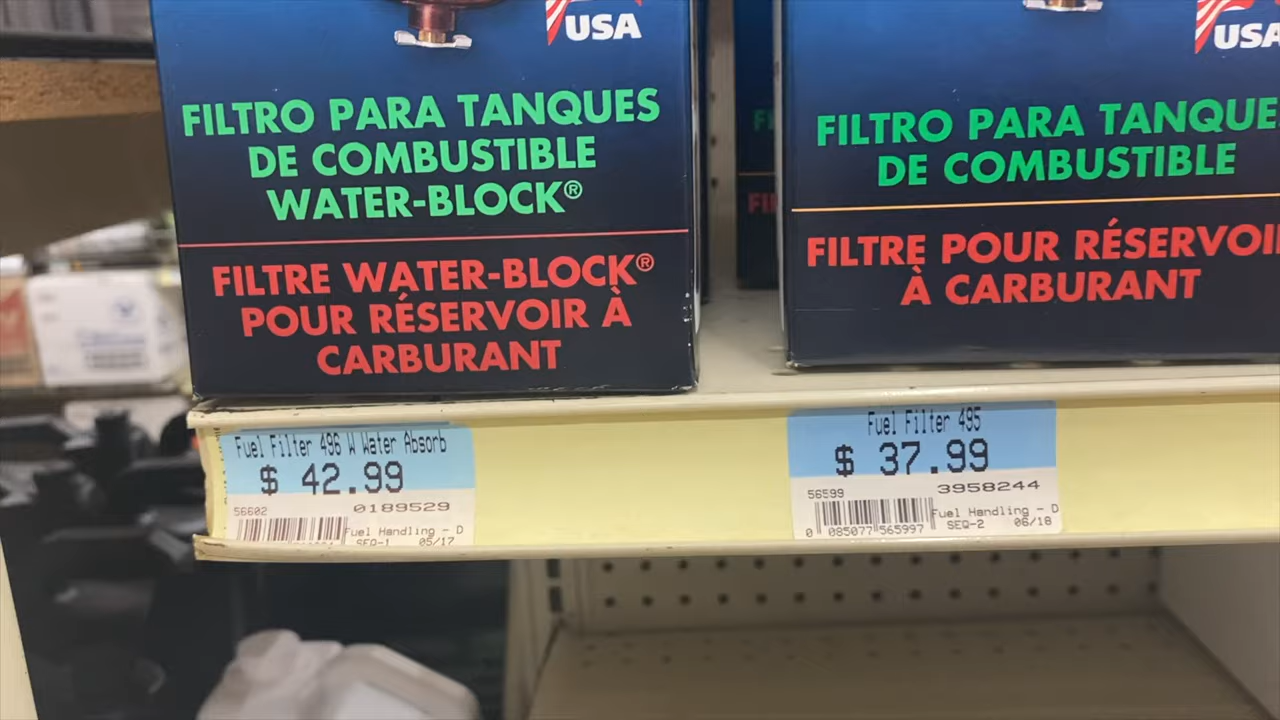 USA
FILTRO PARA TANQUES
DE COMBUSTIBLE
WATER-BLOCK®
FILTRE WATER-BLOCK®
POUR RÉSERVOIR À
CARBURANT
USA
FILTRO PARA TANQUE
DE COMBUSTIBLE
FILTRE POUR RÉSERVOI
À CARBURANT
Fuel Filter 496 W Water Absorb
$ 42.99
56602 0189529
Fuel Handling - D
SEQ-1 05/17
Fuel Filter 495
$ 37.99
56599 3958244
Fuel Handling - D
0 085077 565997 SEQ-2 06/18